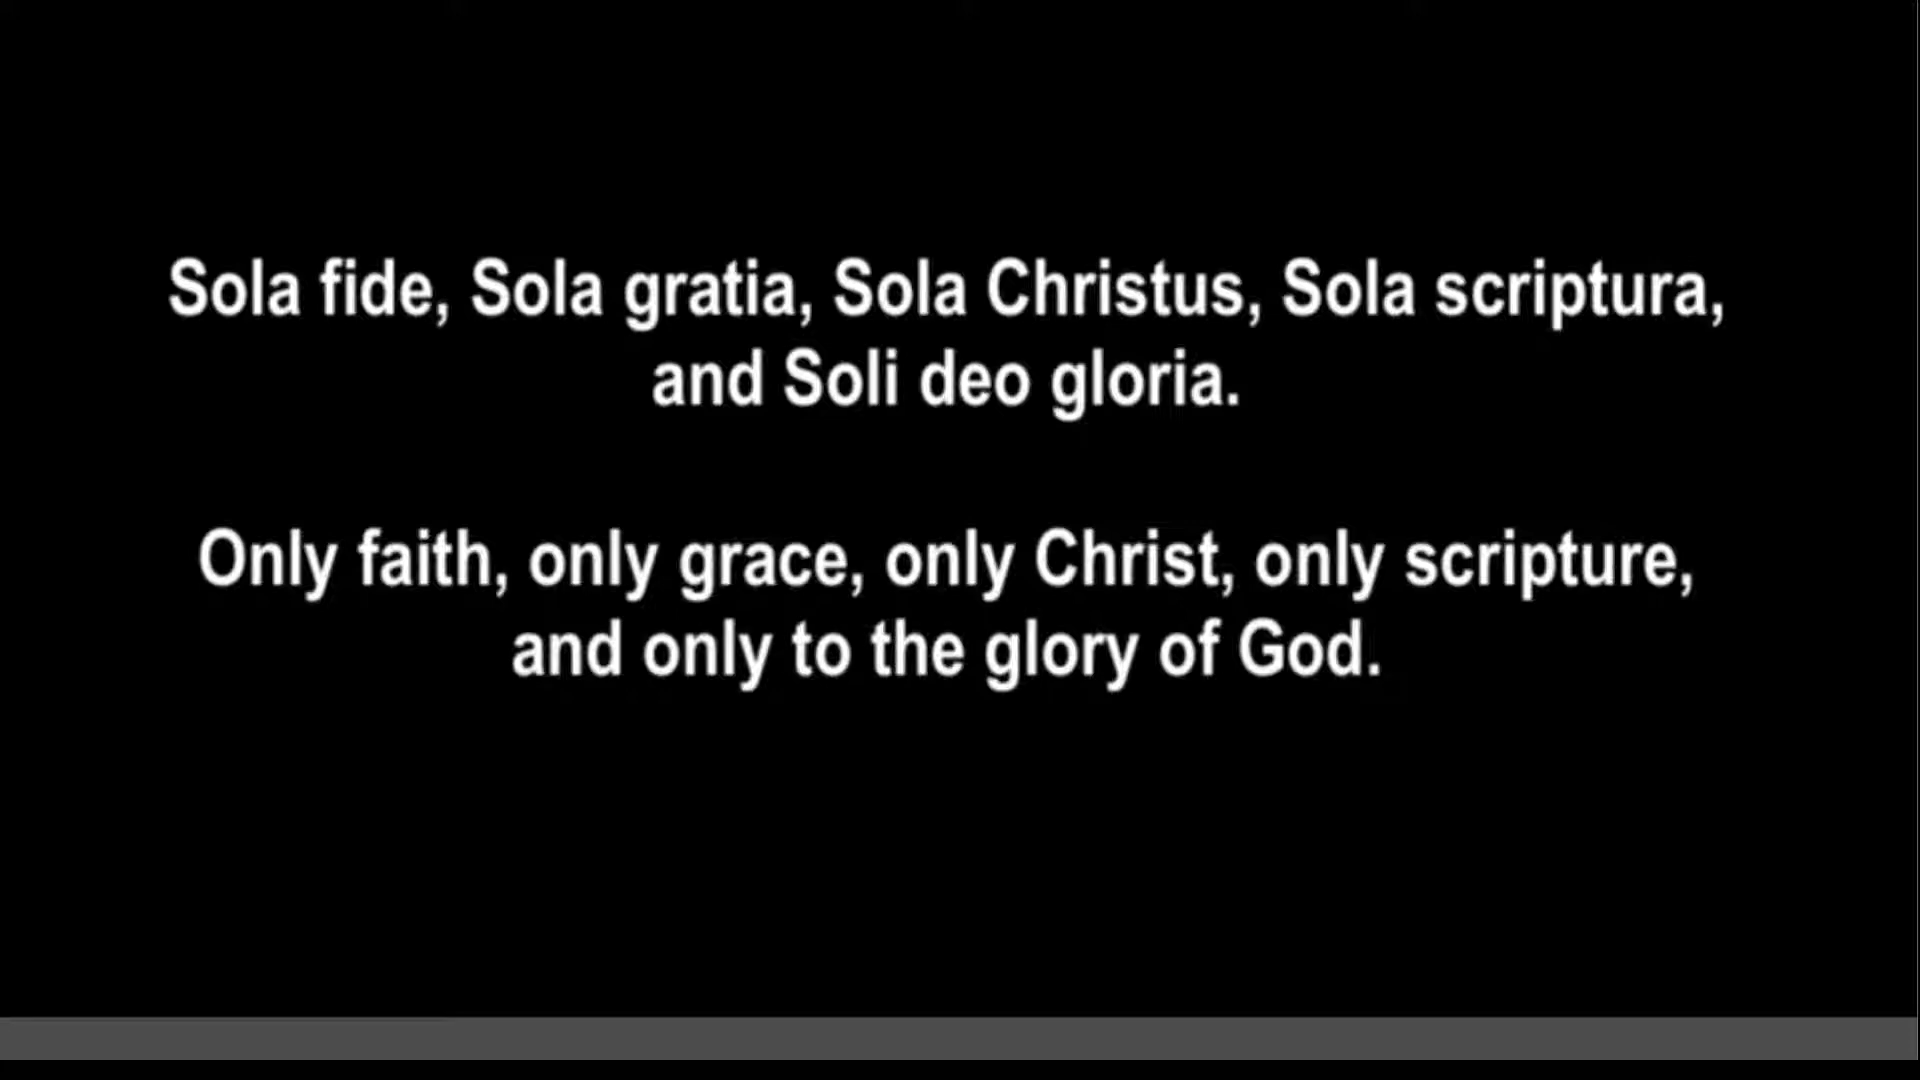 Sola fide, Sola gratia, Sola Christus, Sola scriptura,
and Soli deo gloria.
Only faith, only grace, only Christ, only scripture,
and only to the glory of God.